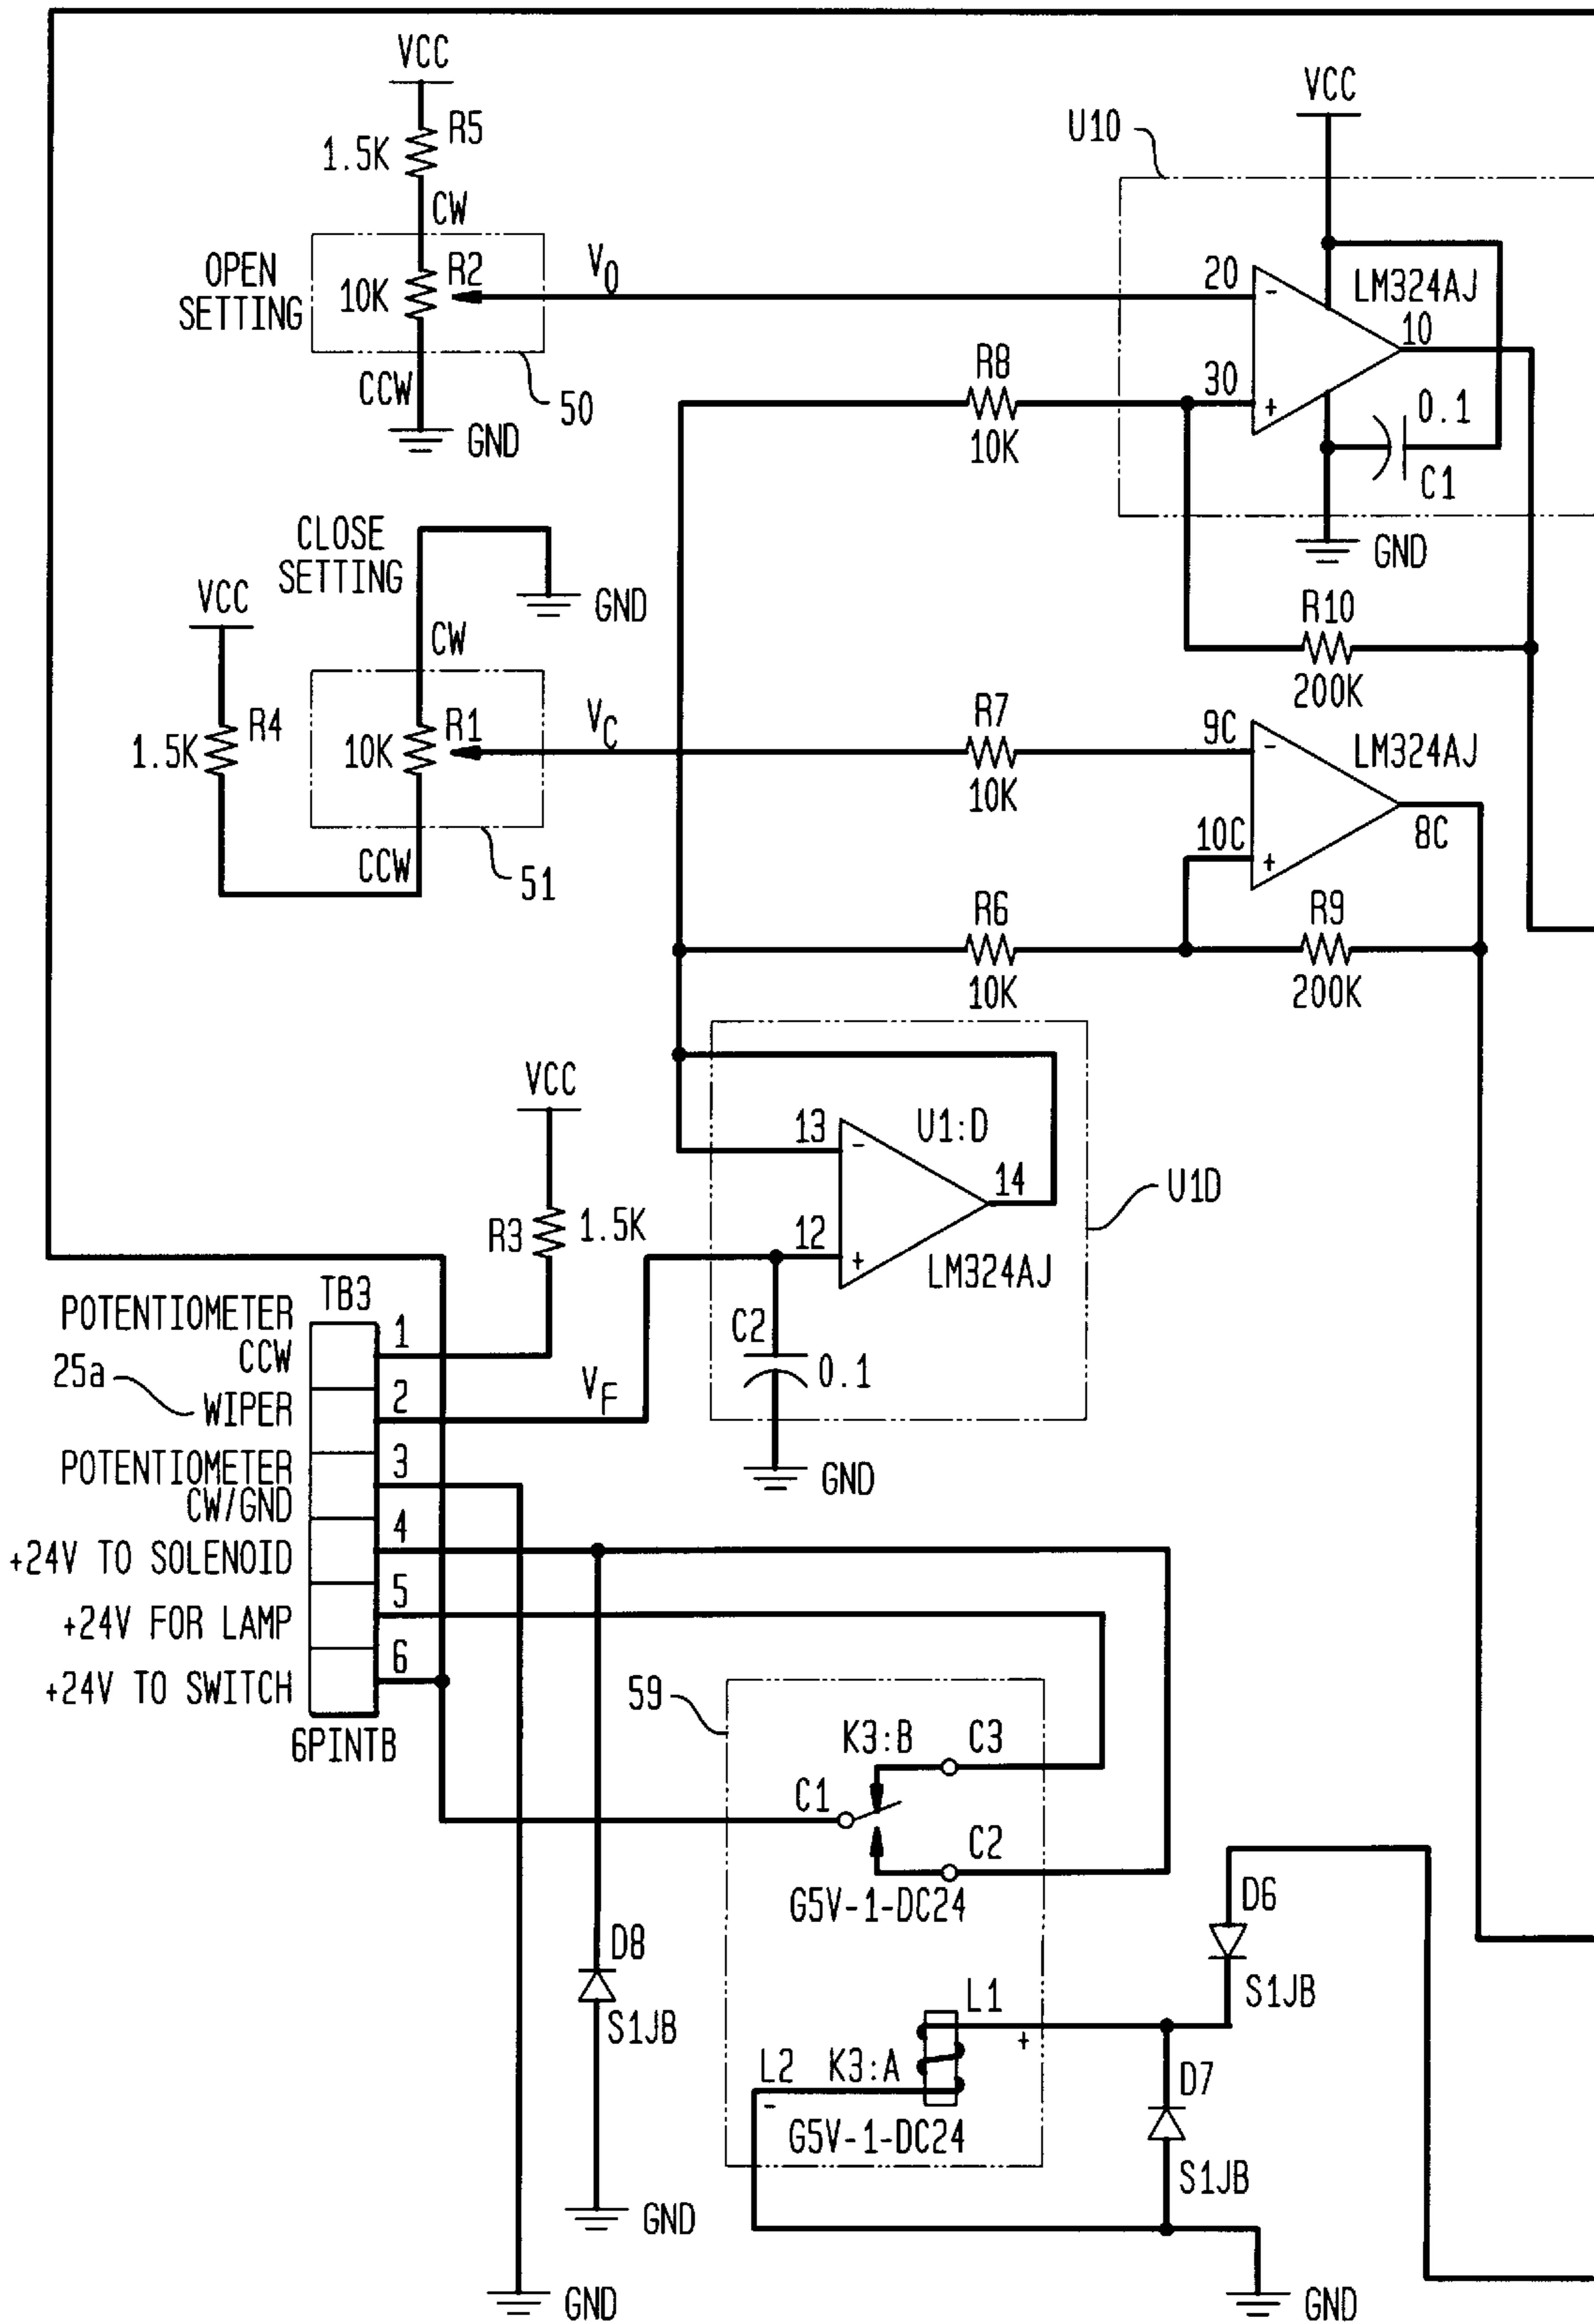 VCC
R5
1.5K
CW
OPEN
SETTING
10K
R2
V0
CCW
50
GND
VCC
U10
20
-
LM324AJ
10
R8
10K
30
+
0.1
C1
GND
R10
200K
CLOSE
SETTING
GND
VCC
CW
R4
1.5K
10K
R1
VC
CCW
51
R7
10K
9C
-
LM324AJ
10C
+
8C
R6
10K
R9
200K
VCC
R3
1.5K
13
-
U1:D
14
12
+
LM324AJ
U1D
C2
0.1
GND
TB3
POTENTIOMETER
CCW
1
25a
WIPER
2
VF
POTENTIOMETER
CW/GND
3
+24V TO SOLENOID
4
+24V FOR LAMP
5
+24V TO SWITCH
6
6PINTB
59
K3:B
C3
C1
C2
G5V-1-DC24
D6
S1JB
D8
S1JB
L1
+
L2
-
K3:A
G5V-1-DC24
D7
S1JB
GND
GND
GND